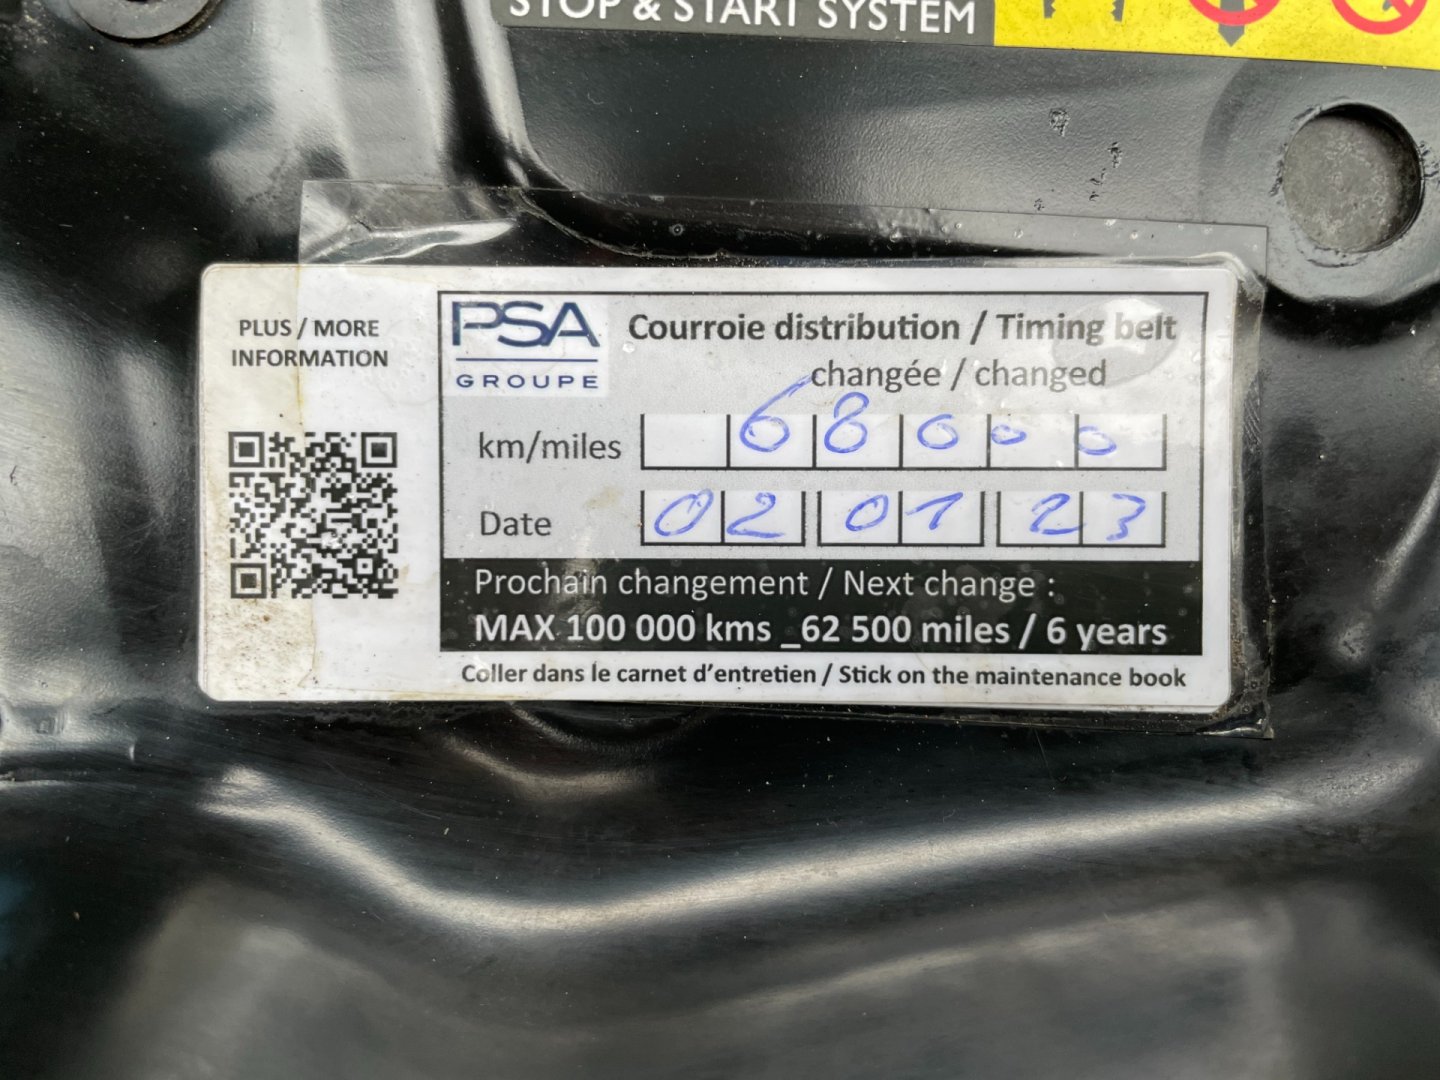 STOP & START SYSTEM
PLUS / MORE
INFORMATION
PSA
GROUPE
Courroie distribution / Timing belt
changée / changed
km/miles 68000
Date 02 01 23
Prochain changement / Next change :
MAX 100 000 kms _62 500 miles / 6 years
Coller dans le carnet d'entretien / Stick on the maintenance book